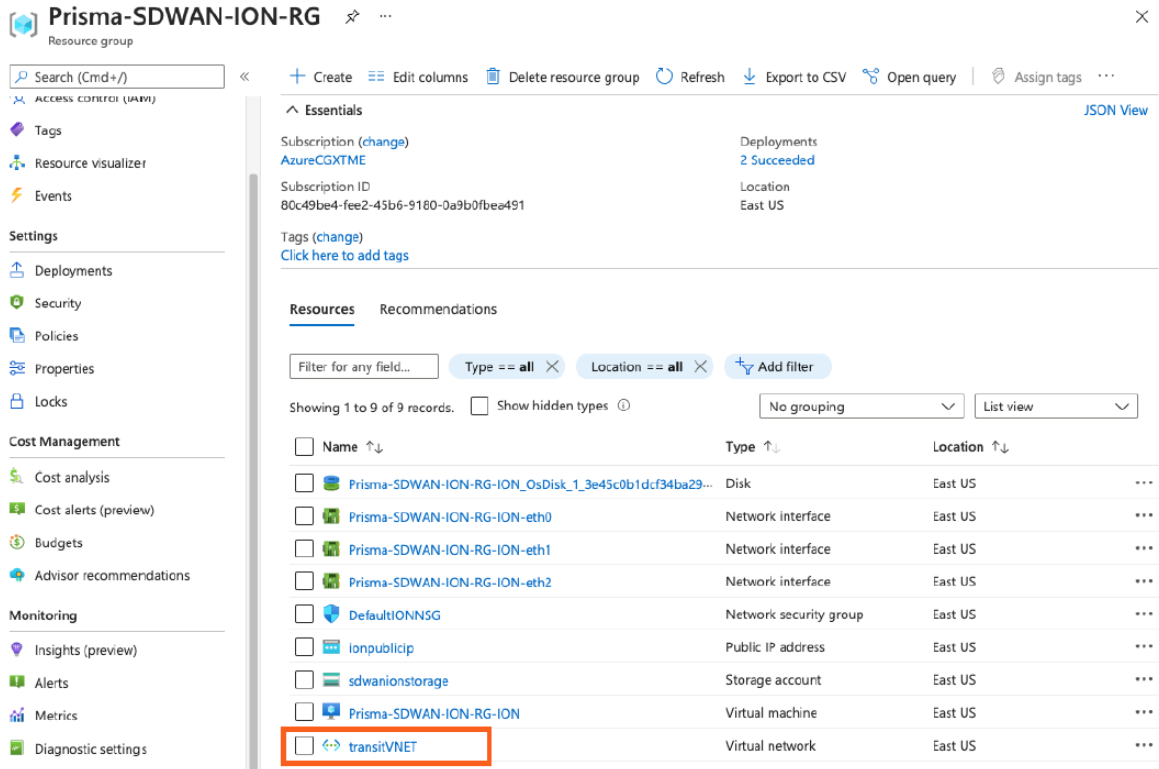 Prisma-SDWAN-ION-RG
Resource group
Search (Cmd+/)
Access control (IAM)
Tags
Resource visualizer
Events
Settings
Deployments
Security
Policies
Properties
Locks
Cost Management
Cost analysis
Cost alerts (preview)
Budgets
Advisor recommendations
Monitoring
Insights (preview)
Alerts
Metrics
Diagnostic settings
Create Edit columns Delete resource group Refresh Export to CSV Open query Assign tags
Essentials JSON View
Subscription (change) Deployments
AzureCGXTME 2 Succeeded
Subscription ID Location
80c49be4-fee2-45b6-9180-0a9b0fbea491 East US
Tags (change)
Click here to add tags
Resources Recommendations
Filter for any field... Type == all Location == all Add filter
Showing 1 to 9 of 9 records. Show hidden types No grouping List view
Name Type Location
Prisma-SDWAN-ION-RG-ION_OsDisk_1_3e45c0b1dcf34ba29... Disk East US
Prisma-SDWAN-ION-RG-ION-eth0 Network interface East US
Prisma-SDWAN-ION-RG-ION-eth1 Network interface East US
Prisma-SDWAN-ION-RG-ION-eth2 Network interface East US
DefaultIONNSG Network security group East US
ionpublicip Public IP address East US
sdwanionstorage Storage account East US
Prisma-SDWAN-ION-RG-ION Virtual machine East US
transitVNET Virtual network East US